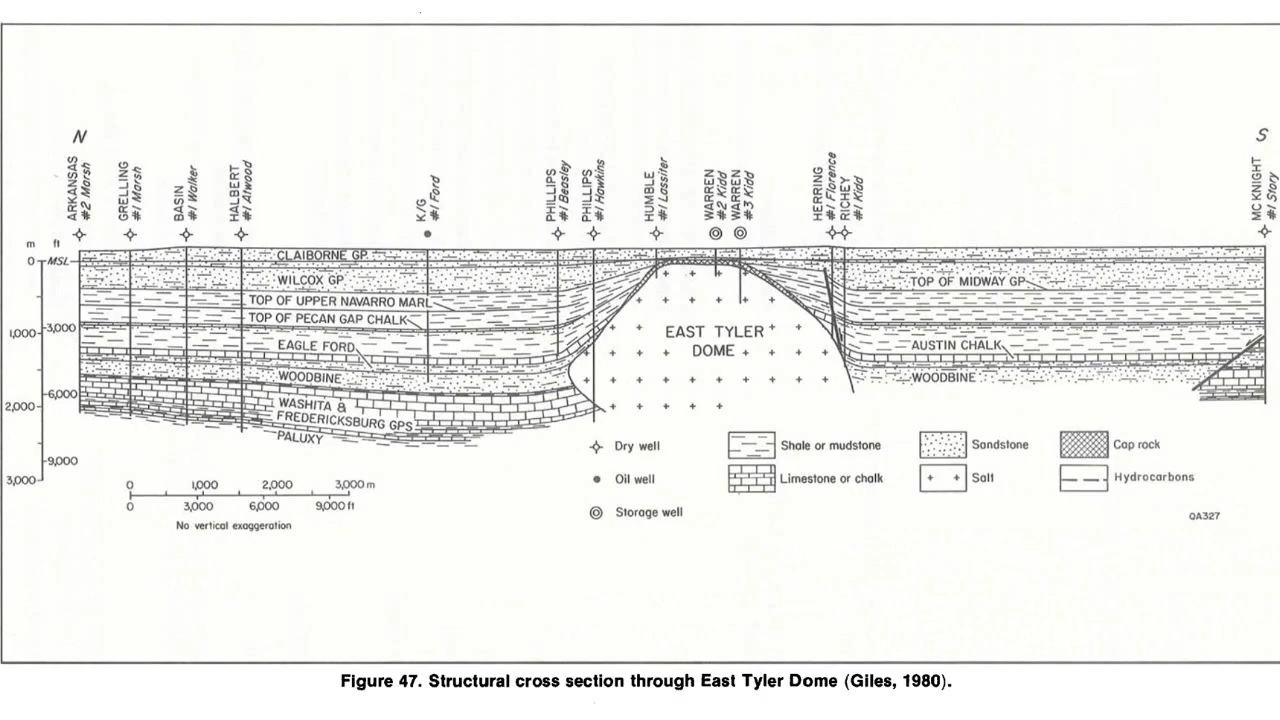 N
S
ARKANSAS
#2 Marsh
GRELLING
#1 Marsh
BASIN
#1 Walker
HALBERT
#1 Atwood
K/G
#1 Ford
PHILLIPS
#1 Beasley
PHILLIPS
#1 Hawkins
HUMBLE
#1 Lassiter
WARREN
#2 Kidd
WARREN
#3 Kidd
HERRING
#1 Florence
RICHEY
#1 Kidd
MC KNIGHT
#1 Story
m ft
0 MSL
1,000 3,000
6,000
2,000
9,000
3,000
CLAIBORNE GP.
WILCOX GP
TOP OF UPPER NAVARRO MARL
TOP OF PECAN GAP CHALK
EAGLE FORD
WOODBINE
WASHITA &
FREDERICKSBURG GPS
PALUXY
EAST TYLER
DOME
TOP OF MIDWAY GP
AUSTIN CHALK
WOODBINE
0 1,000 2,000 3,000 m
0 3,000 6,000 9,000 ft
No vertical exaggeration
Dry well
Oil well
Storage well
Shale or mudstone
Limestone or chalk
Sandstone
Salt
Cap rock
Hydrocarbons
QA327
Figure 47. Structural cross section through East Tyler Dome (Giles, 1980).